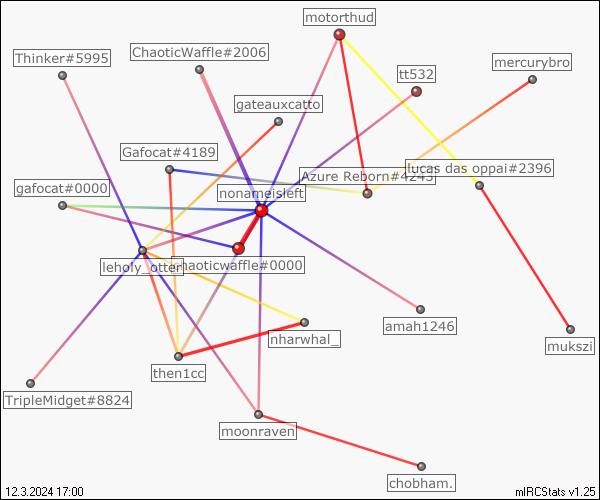 motorthud
Thinker#5995
ChaoticWaffle#2006
mercurybro
tt532
gateauxcatto
Gafocat#4189
lucas das oppai#2396
Azure Reborn#4243
gafocat#0000
nonameisleft
leholy_otter
chaoticwaffle#0000
amah1246
nharwhal_
mukszi
then1cc
TripleMidget#8824
moonraven
chobham.
12.3.2024 17:00
mIRCStats v1.25